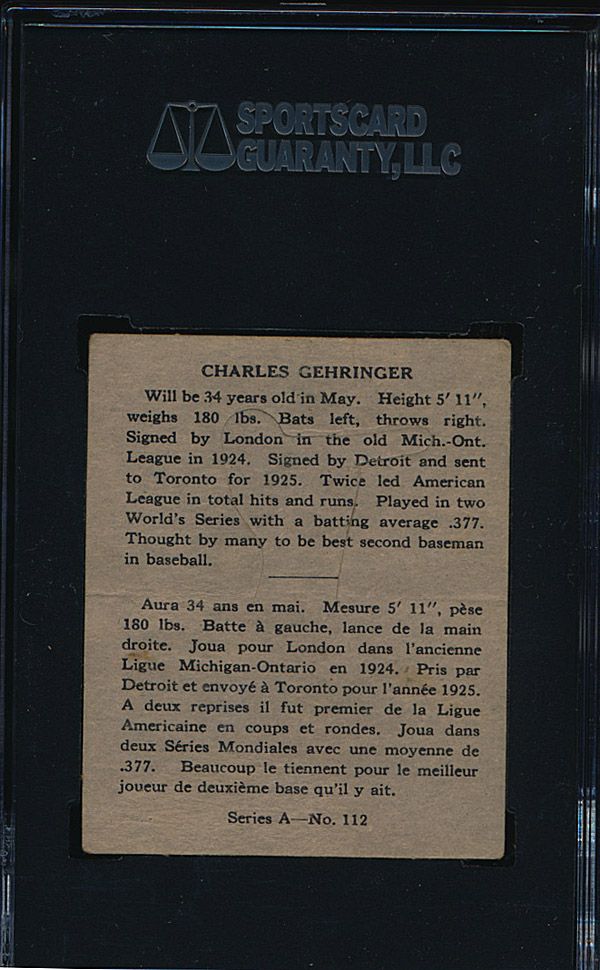 SPORTSCARD
GUARANTY, LLC
CHARLES GEHRINGER
Will be 34 years old in May. Height 5' 11",
weighs 180 lbs. Bats left, throws right.
Signed by London in the old Mich.-Ont.
League in 1924. Signed by Detroit and sent
to Toronto for 1925. Twice led American
League in total hits and runs. Played in two
World's Series with a batting average .377.
Thought by many to be best second baseman
in baseball.
Aura 34 ans en mai. Mesure 5' 11", pèse
180 lbs. Batte à gauche, lance de la main
droite. Joua pour London dans l'ancienne
Ligue Michigan-Ontario en 1924. Pris par
Detroit et envoyé à Toronto pour l'année 1925.
A deux reprises il fut premier de la Ligue
Americaine en coups et rondes. Joua dans
deux Séries Mondiales avec une moyenne de
.377. Beaucoup le tiennent pour le meilleur
joueur de deuxième base qu'il y ait.
Series A—No. 112